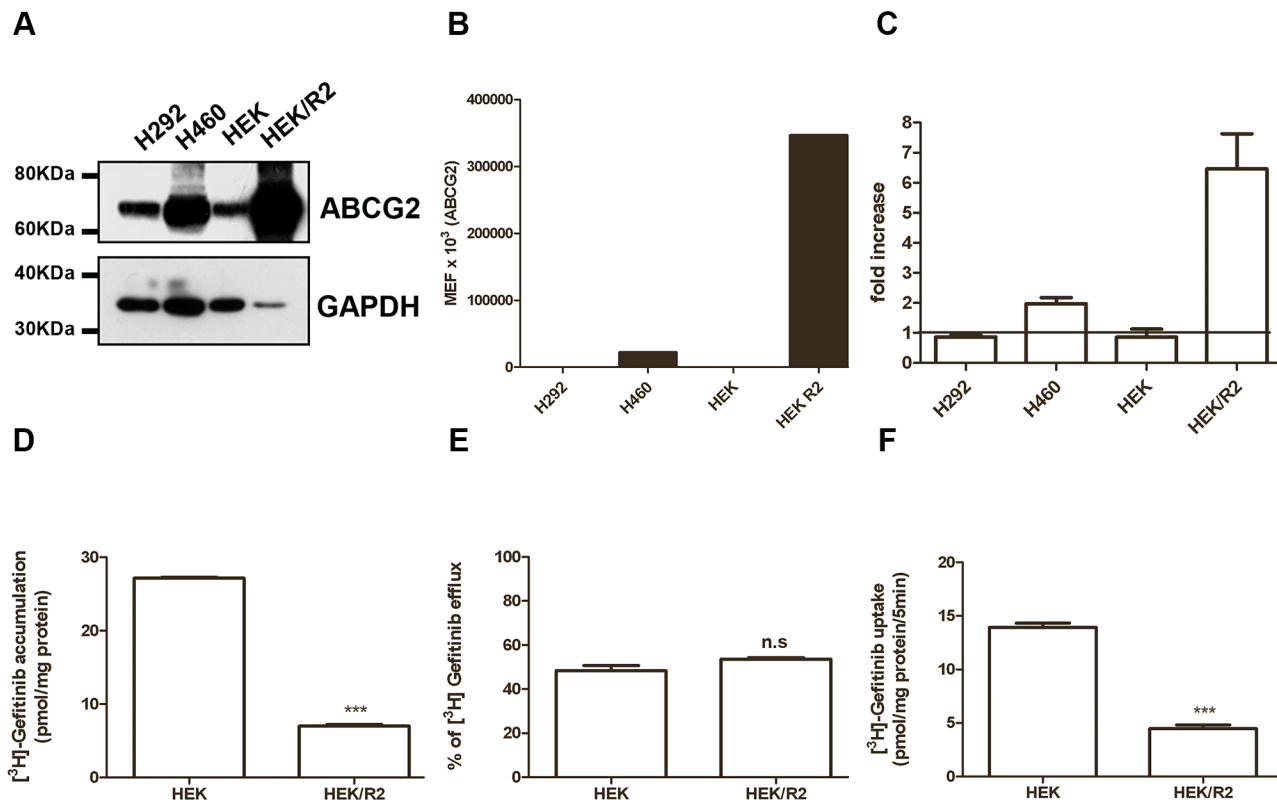 A
H292 H460 HEK HEK/R2
80KDa
60KDa
ABCG2
40KDa
30KDa
GAPDH
B
MEF x 10³ (ABCG2)
400000
300000
200000
100000
0
H292 H460 HEK HEK R2
C
fold increase
8
7
6
5
4
3
2
1
0
H292 H460 HEK HEK/R2
D
[³H]-Gefitinib accumulation
(pmol/mg protein)
30
20
10
0
***
HEK HEK/R2
E
% of [³H] Gefitinib efflux
100
80
60
40
20
0
n.s
HEK HEK/R2
F
[³H]-Gefitinib uptake
(pmol/mg protein/5min)
20
15
10
5
0
***
HEK HEK/R2